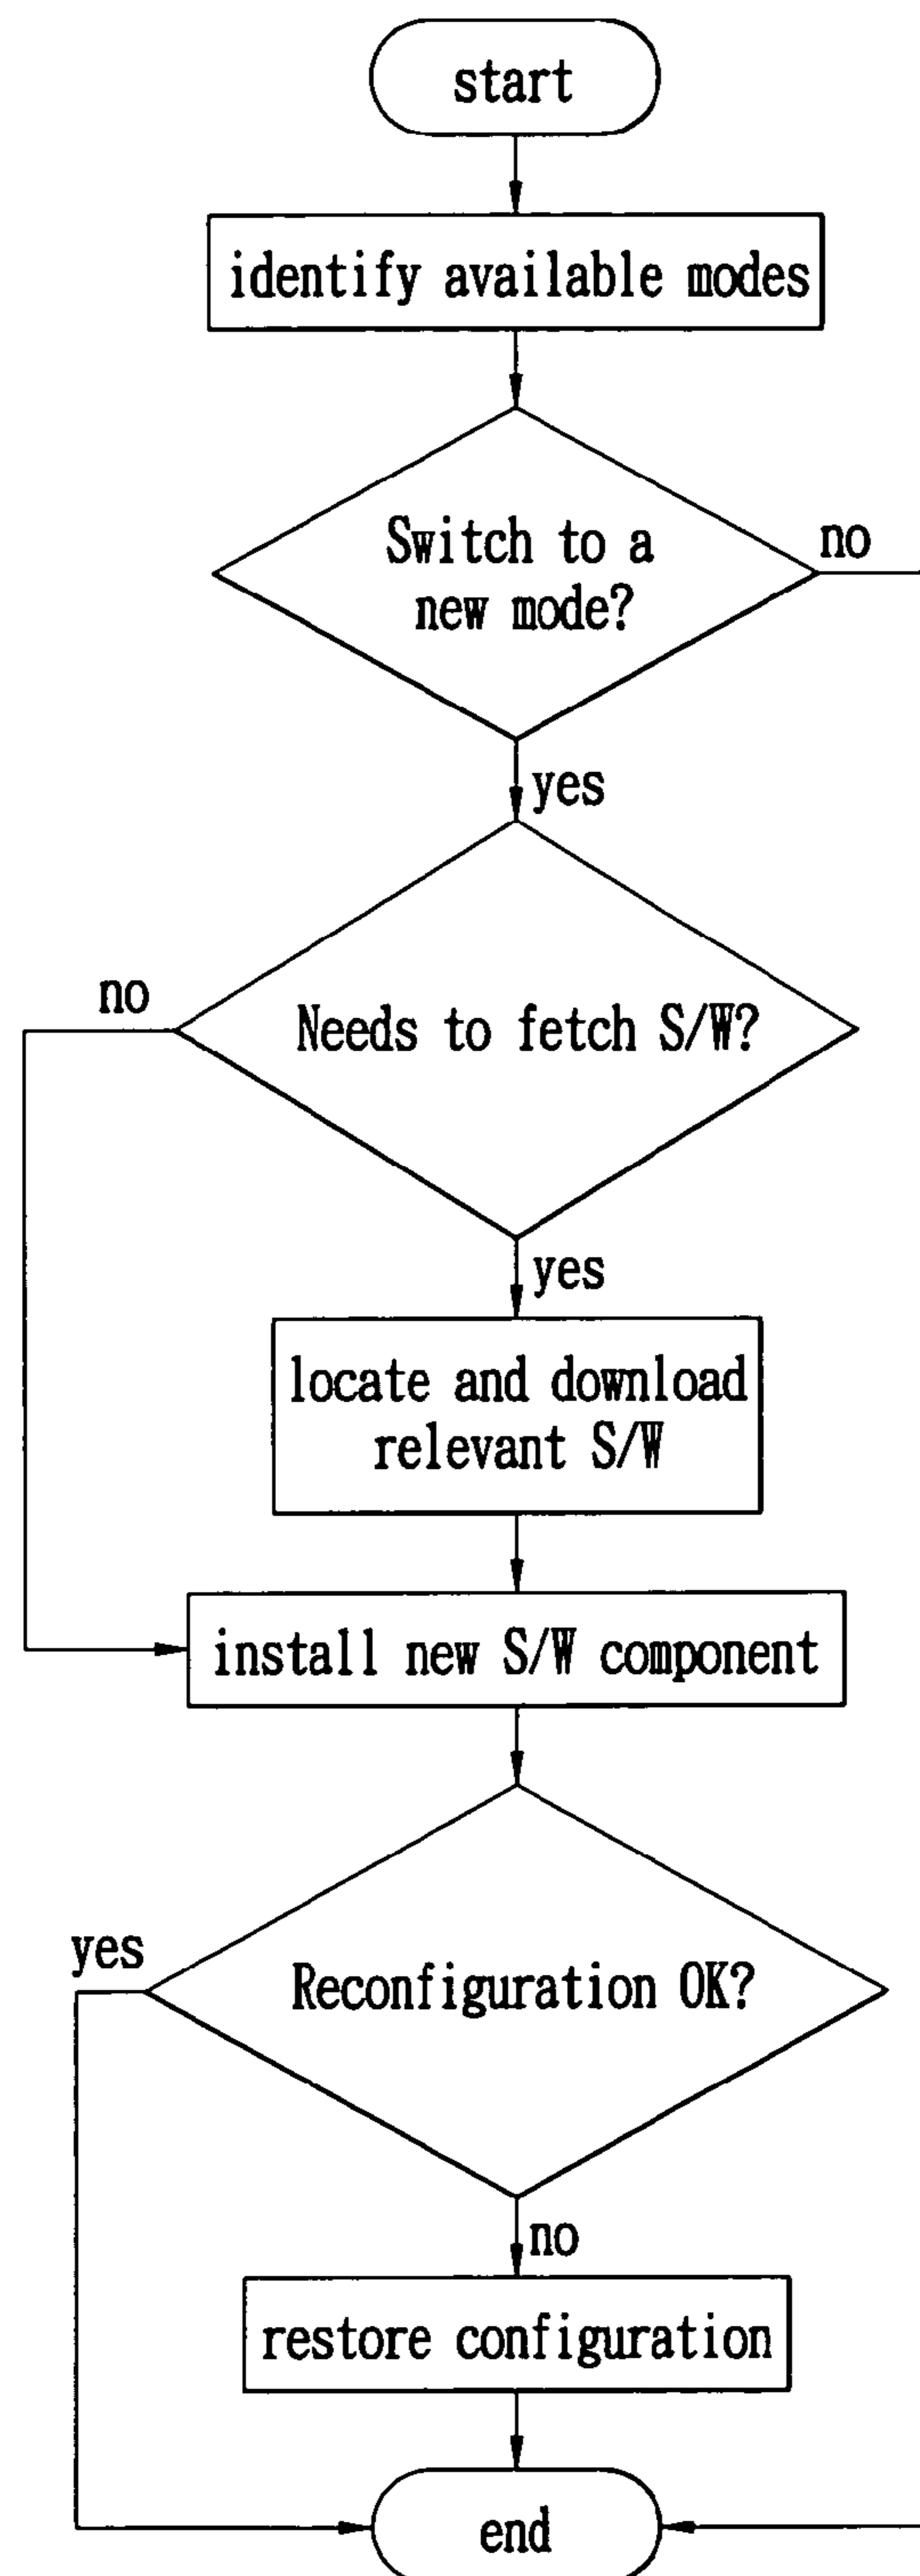 start
identify available modes
Switch to a
new mode?
no
yes
no
Needs to fetch S/W?
yes
locate and download
relevant S/W
install new S/W component
yes
Reconfiguration OK?
no
restore configuration
end